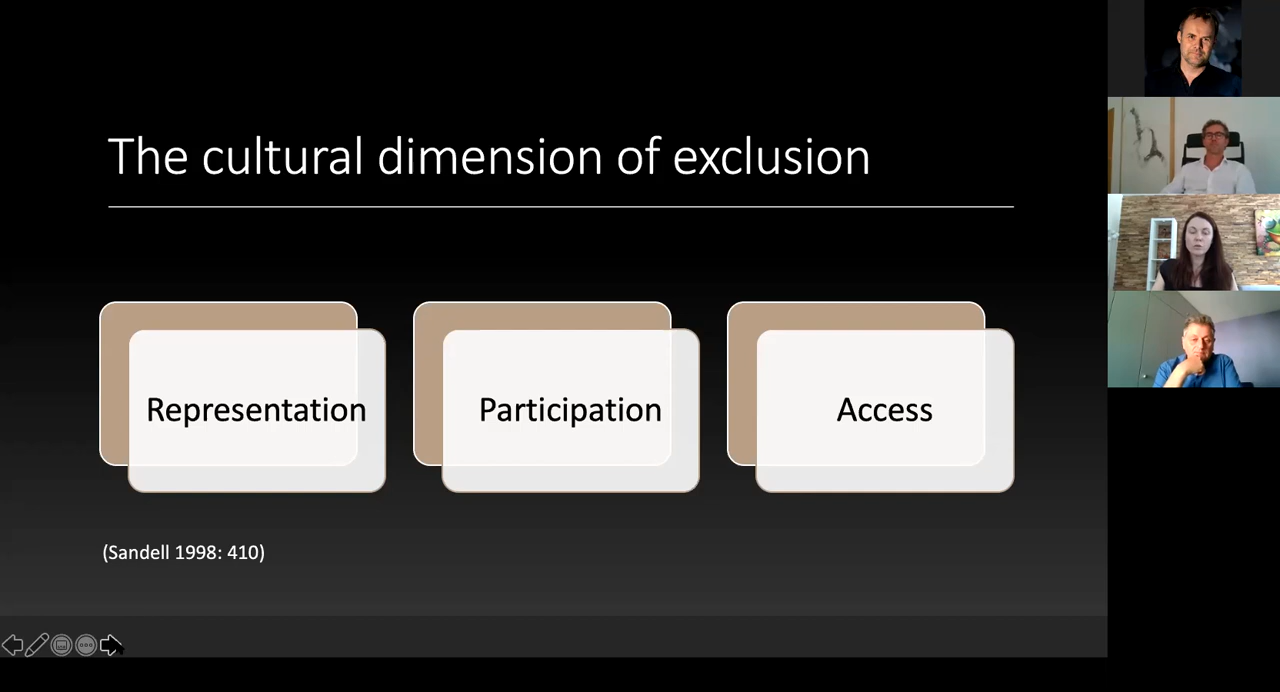 The cultural dimension of exclusion
Representation
Participation
Access
(Sandell 1998: 410)